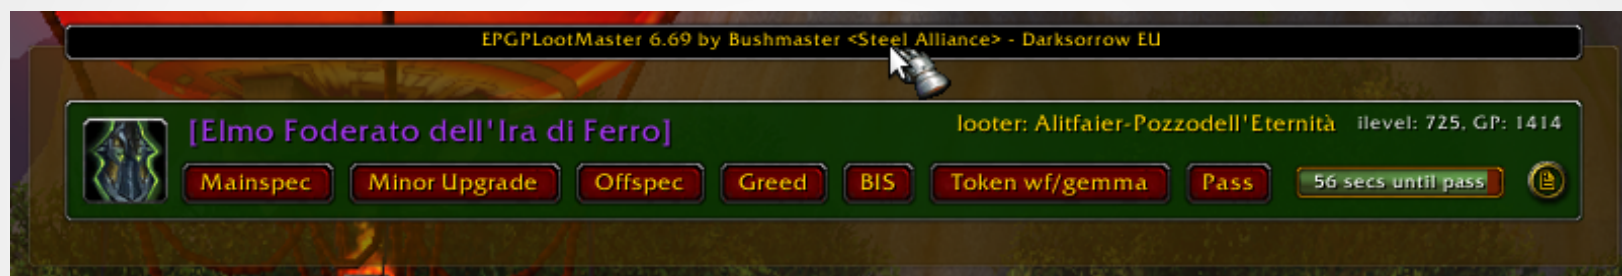 EPGPLootMaster 6.69 by Bushmaster <Steel Alliance> - Darksorrow EU
[Elmo Foderato dell'Ira di Ferro] looter: Alitfaier-Pozzodell'Eternità ilevel: 725, GP: 1414
Mainspec Minor Upgrade Offspec Greed BIS Token wf/gemma Pass 56 secs until pass